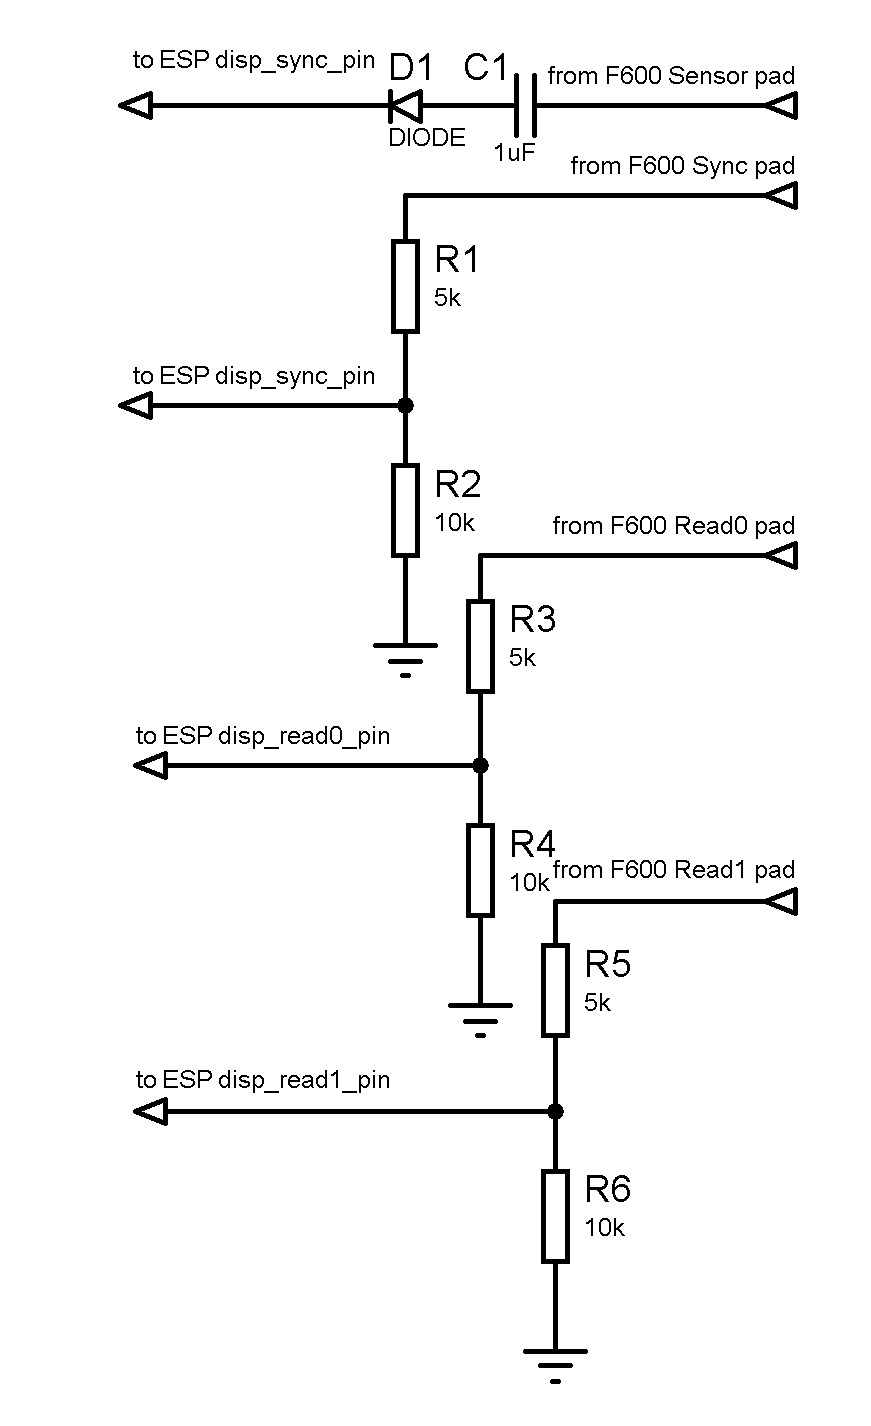 to ESP disp_sync_pin
D1
C1
from F600 Sensor pad
DIODE
1uF
from F600 Sync pad
R1
5k
to ESP disp_sync_pin
R2
10k
from F600 Read0 pad
R3
5k
to ESP disp_read0_pin
R4
10k
from F600 Read1 pad
R5
5k
to ESP disp_read1_pin
R6
10k